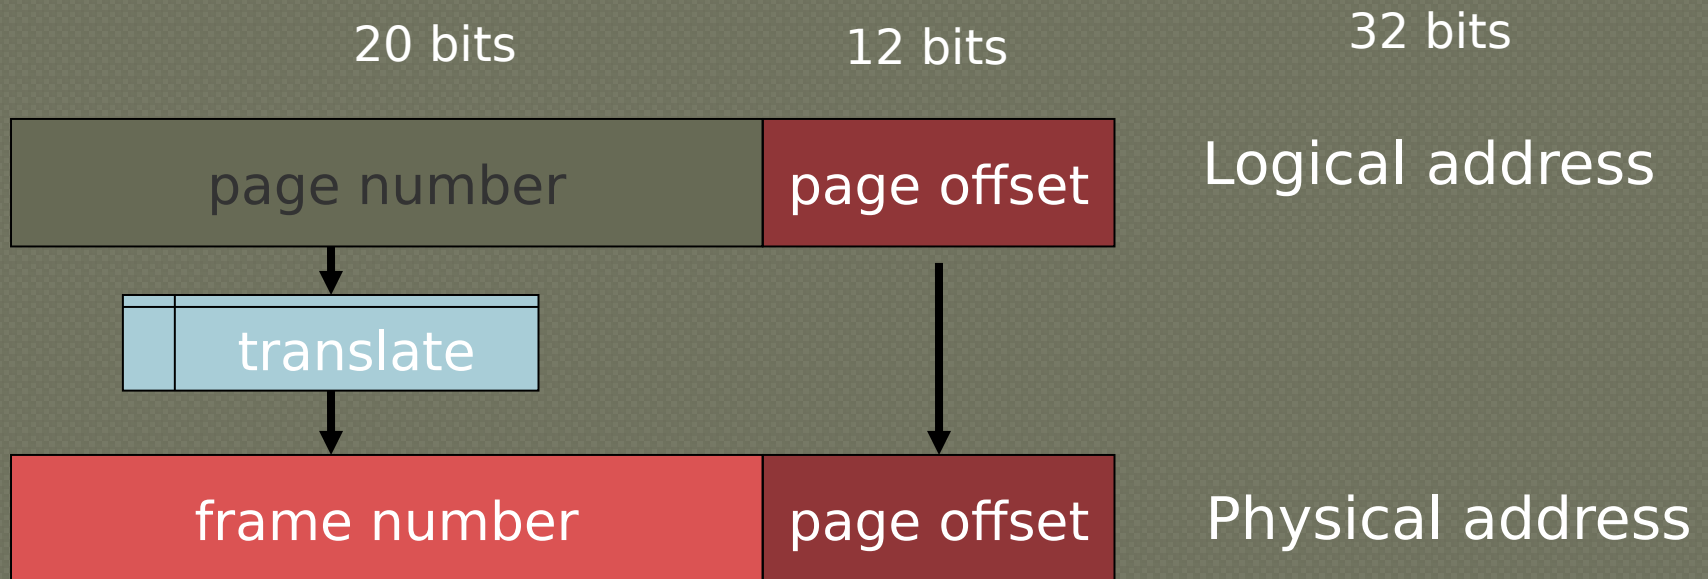 20 bits
12 bits
32 bits
page number
page offset
Logical address
translate
frame number
page offset
Physical address